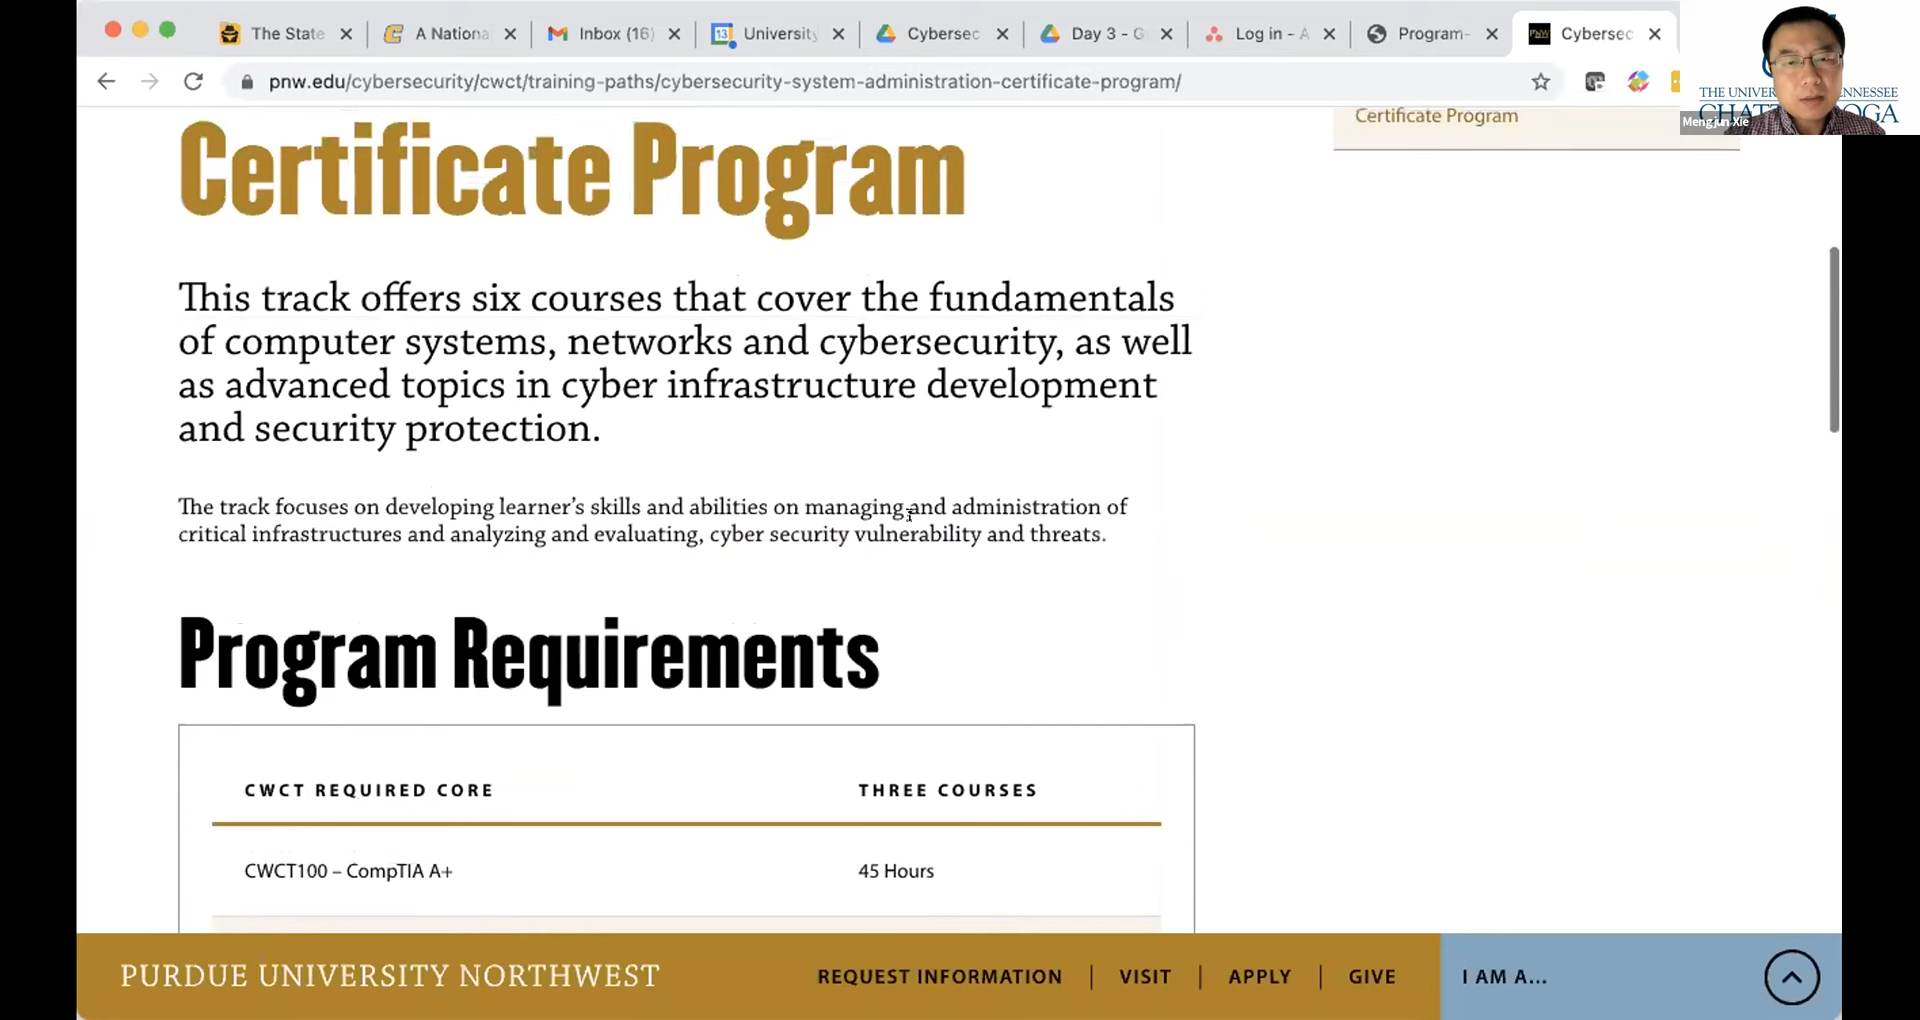 The State
A Nationa
Inbox (16)
13
University
Cybersec
Day 3 - G
Log in - A
Program-
Cybersec
pnw.edu/cybersecurity/cwct/training-paths/cybersecurity-system-administration-certificate-program/
THE UNIVER
NNESSEE
Mengjun Xie
Certificate Program
Certificate Program
This track offers six courses that cover the fundamentals
of computer systems, networks and cybersecurity, as well
as advanced topics in cyber infrastructure development
and security protection.
The track focuses on developing learner's skills and abilities on managing and administration of
critical infrastructures and analyzing and evaluating, cyber security vulnerability and threats.
Program Requirements
CWCT REQUIRED CORE
THREE COURSES
CWCT100 – CompTIA A+
45 Hours
PURDUE UNIVERSITY NORTHWEST
REQUEST INFORMATION | VISIT | APPLY | GIVE
I AM A...